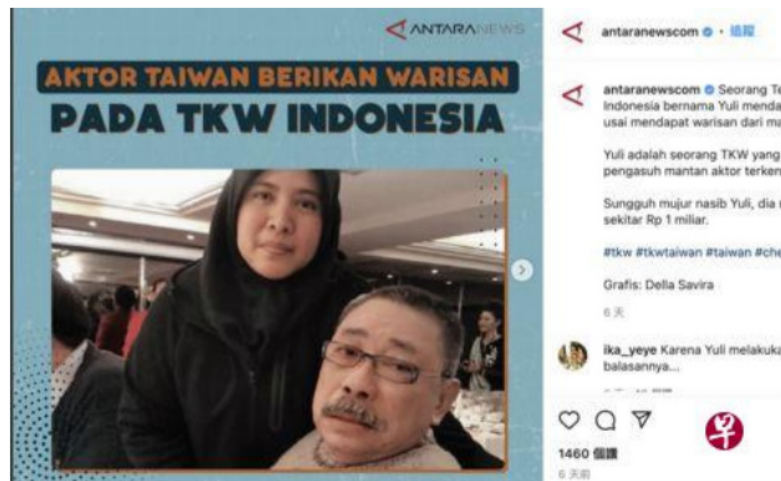 ANTARANEWS
AKTOR TAIWAN BERIKAN WARISAN
PADA TKW INDONESIA
antaranewscom • 追蹤
antaranewscom Seorang Te
Indonesia bernama Yuli menda
usai mendapat warisan dari ma
Yuli adalah seorang TKW yang
pengasuh mantan aktor terken
Sungguh mujur nasib Yuli, dia
sekitar Rp 1 miliar.
#tkw #tkwtaiwan #taiwan #che
Grafis: Della Savira
6 天
ika_yeye Karena Yuli melakuka
balasannya...
早
1460 個讚
6 天前